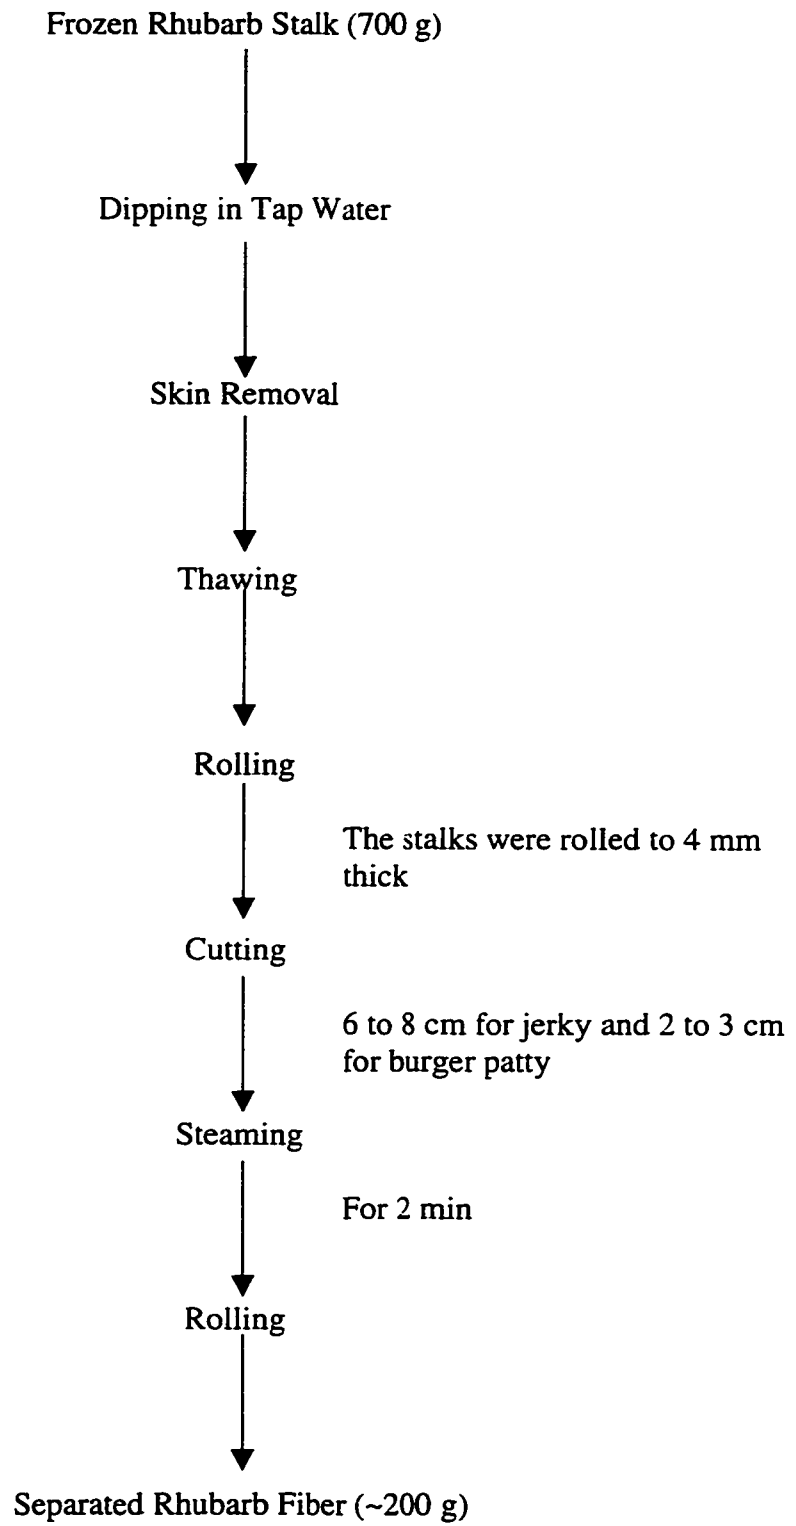 Frozen Rhubarb Stalk (700 g)
Dipping in Tap Water
Skin Removal
Thawing
Rolling
The stalks were rolled to 4 mm
thick
Cutting
6 to 8 cm for jerky and 2 to 3 cm
for burger patty
Steaming
For 2 min
Rolling
Separated Rhubarb Fiber (~200 g)